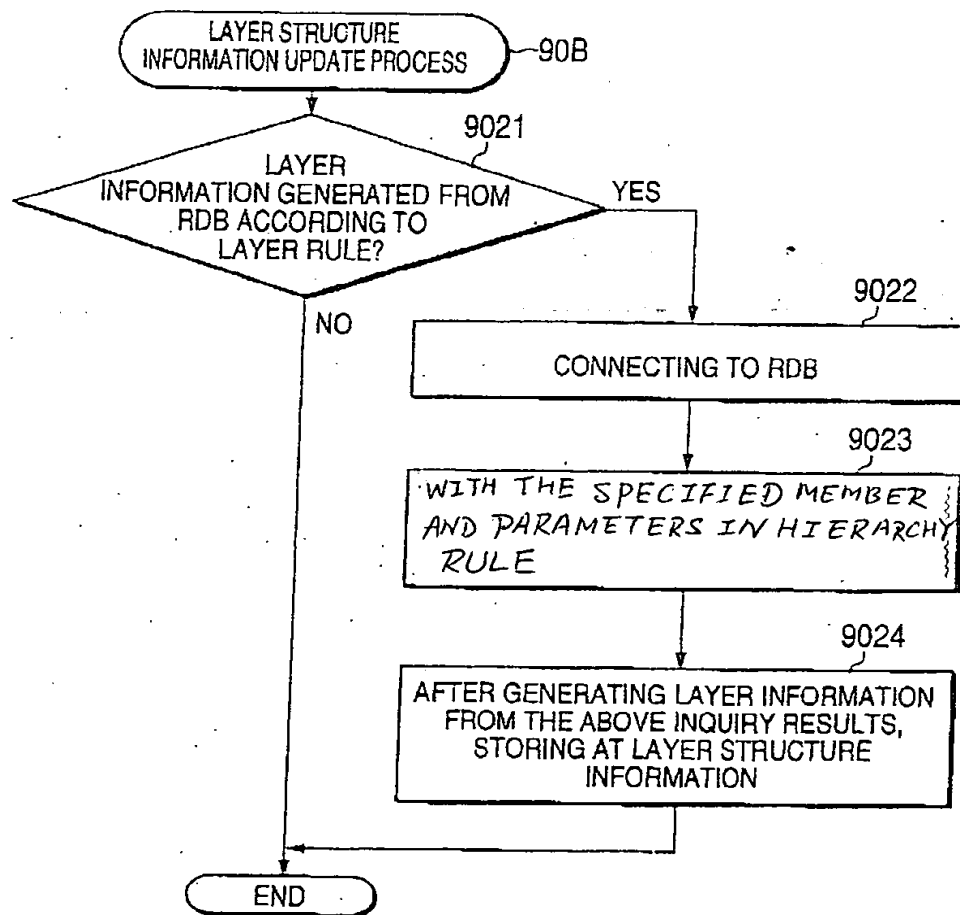 LAYER STRUCTURE
INFORMATION UPDATE PROCESS
90B
9021
LAYER
INFORMATION GENERATED FROM
RDB ACCORDING TO
LAYER RULE?
YES
NO
9022
CONNECTING TO RDB
9023
WITH THE SPECIFIED MEMBER
AND PARAMETERS IN HIERARCHY
RULE
9024
AFTER GENERATING LAYER INFORMATION
FROM THE ABOVE INQUIRY RESULTS,
STORING AT LAYER STRUCTURE
INFORMATION
END